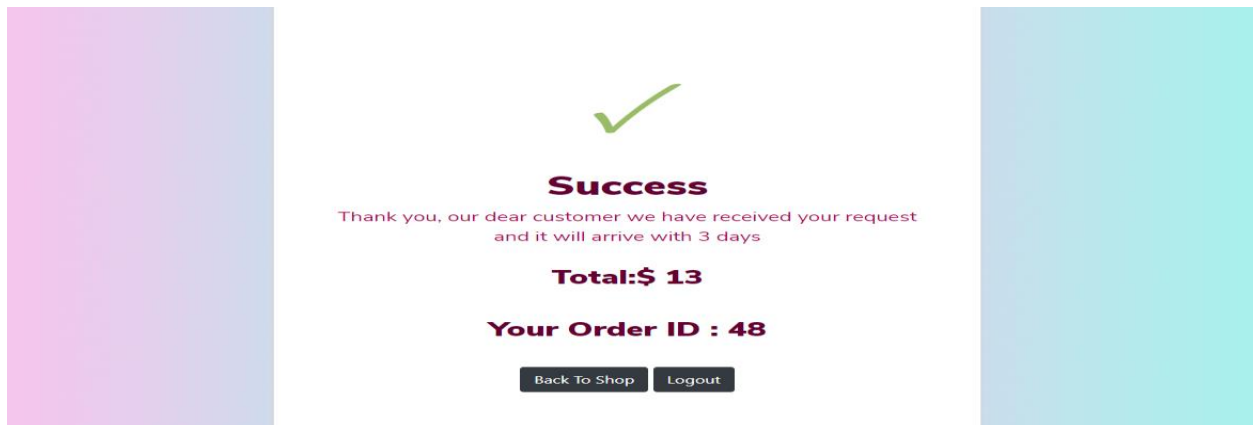 Success
Thank you, our dear customer we have received your request
and it will arrive with 3 days
Total:$ 13
Your Order ID : 48
Back To Shop Logout